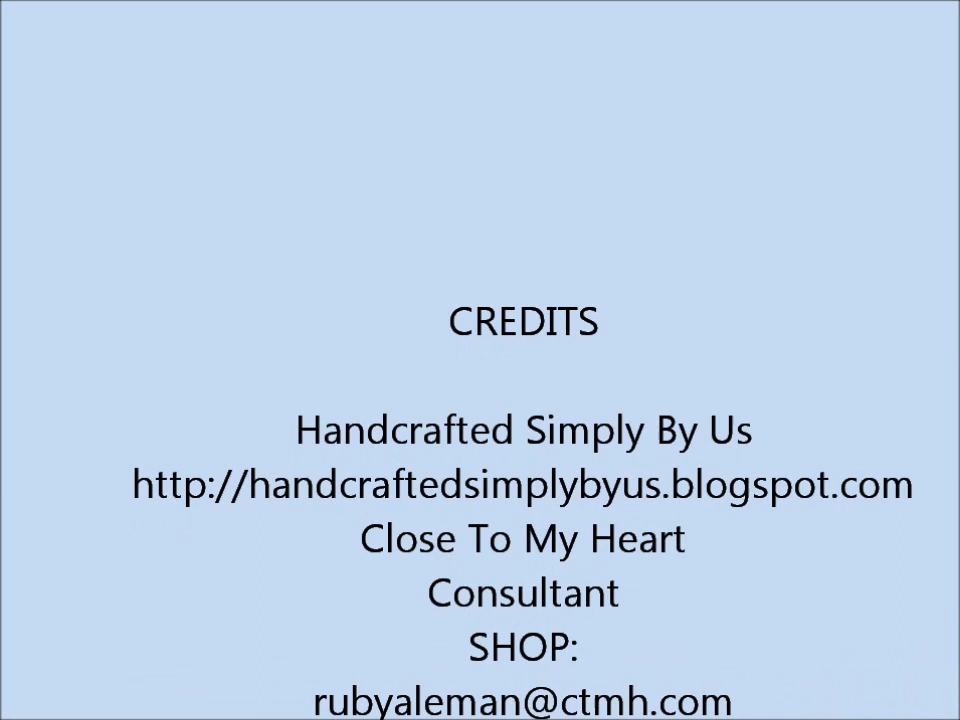 CREDITS
Handcrafted Simply By Us
http://handcraftedsimplybyus.blogspot.com
Close To My Heart
Consultant
SHOP:
rubyaleman@ctmh.com